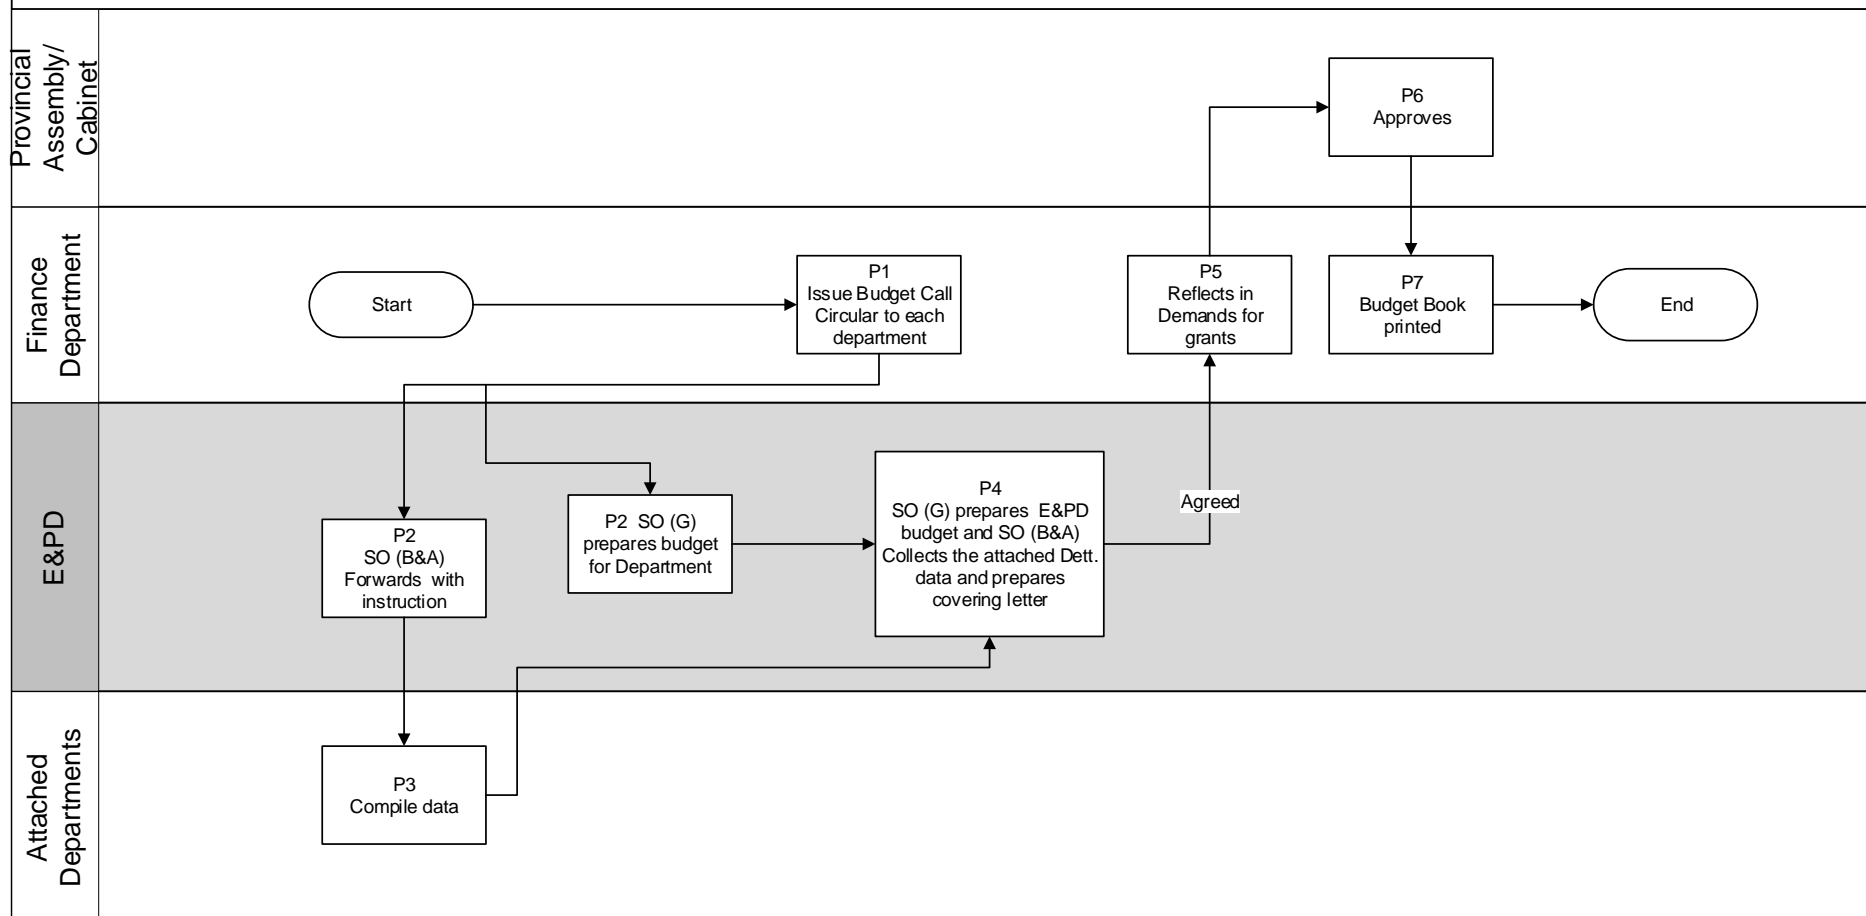 Provincial
Assembly/
Cabinet
P6
Approves
Finance
Department
Start
P1
Issue Budget Call
Circular to each
department
P5
Reflects in
Demands for
grants
P7
Budget Book
printed
End
E&PD
P2
SO (B&A)
Forwards with
instruction
P2 SO (G)
prepares budget
for Department
P4
SO (G) prepares E&PD
budget and SO (B&A)
Collects the attached Dett.
data and prepares
covering letter
Agreed
Attached
Departments
P3
Compile data